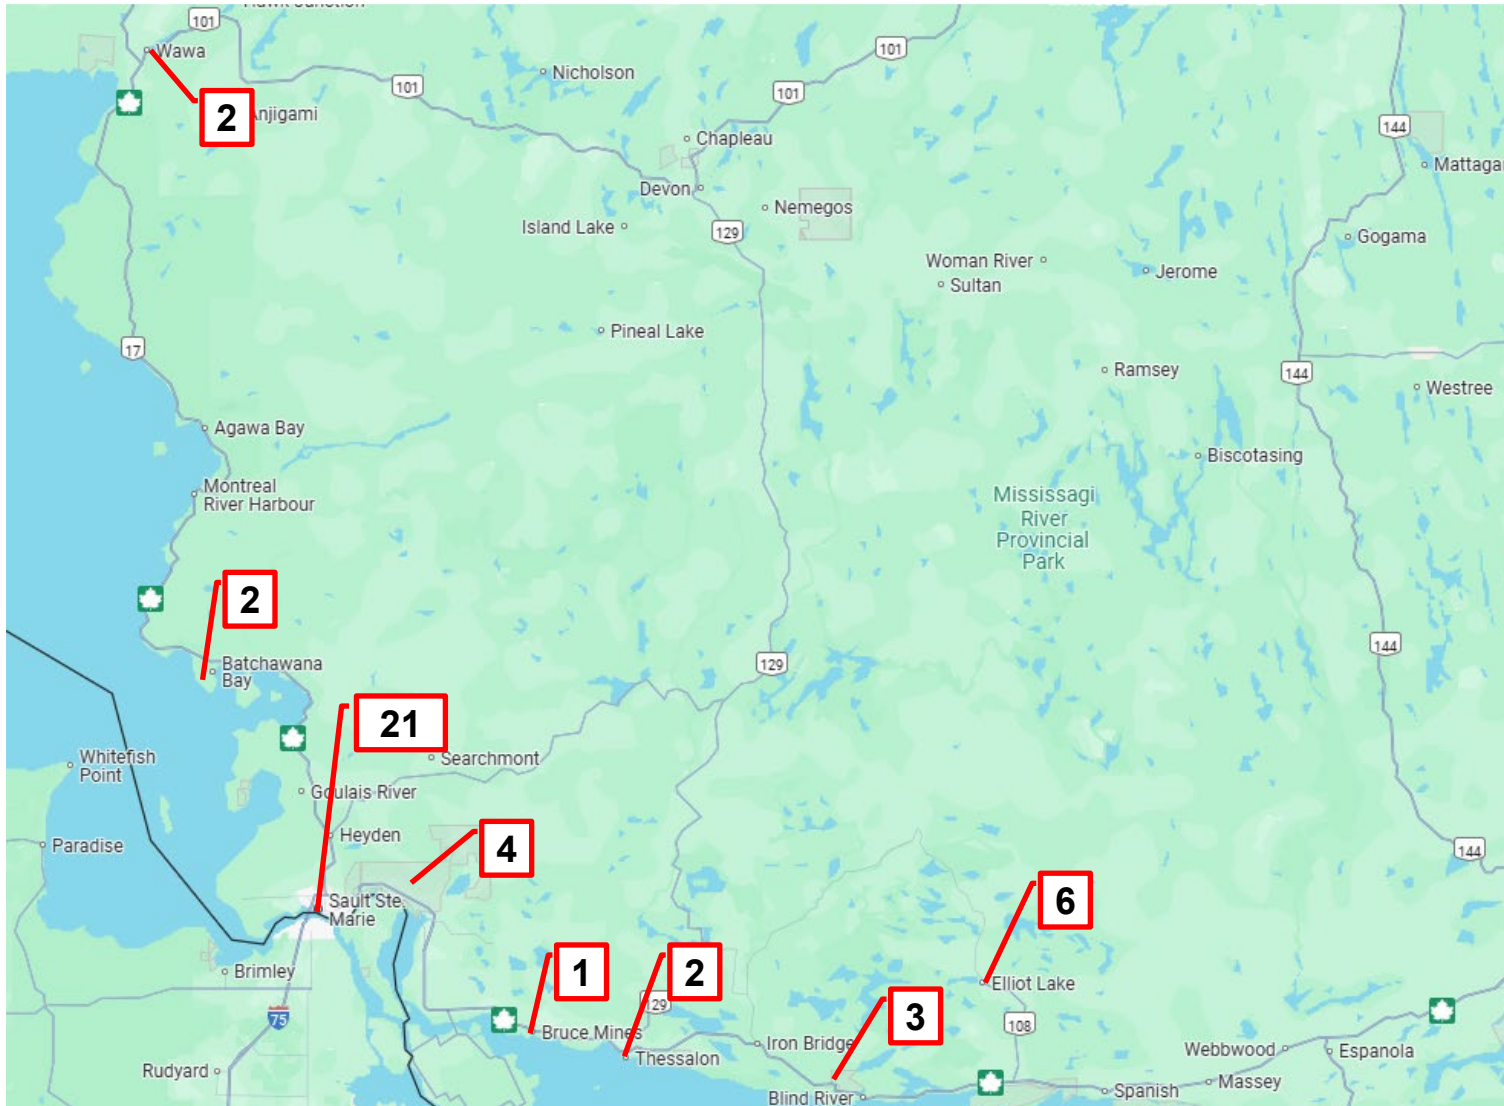 Hawk Junction
101
Wawa
101
Nicholson
101
101
2
Anjigami
Chapleau
144
Mattagai
Devon
Nemegos
Island Lake
129
Gogama
Woman River
Jerome
Sultan
Pineal Lake
17
Ramsey
144
Westree
Agawa Bay
Biscotasing
Montreal
River Harbour
Mississagi
River
Provincial
Park
2
144
Batchawana
Bay
129
21
Whitefish
Point
Searchmont
Goulais River
Heyden
Paradise
4
144
Sault Ste.
Marie
6
Brimley
1
2
Elliot Lake
129
75
3
108
Bruce Mines
Iron Bridge
Thessalon
Webbwood
Espanola
Rudyard
Massey
Spanish
Blind River